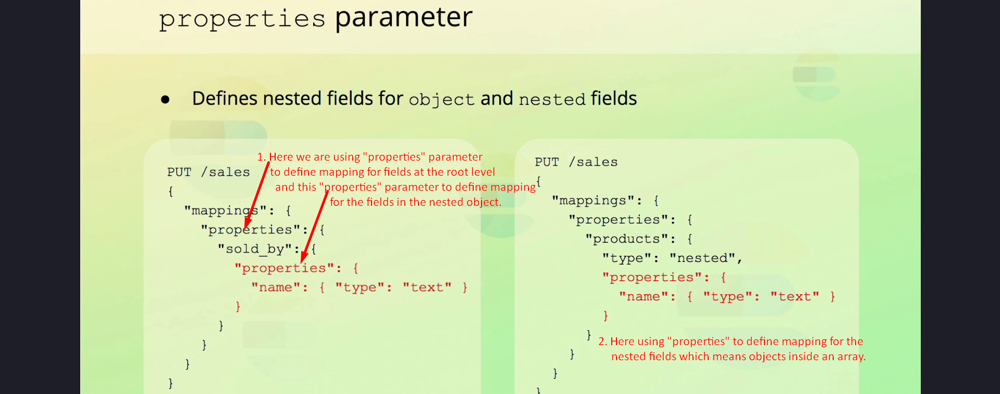 properties parameter
● Defines nested fields for object and nested fields
1. Here we are using "properties" parameter
to define mapping for fields at the root level
and this "properties" parameter to define mapping
for the fields in the nested object.
PUT /sales
{
"mappings": {
"properties": {
"sold_by": {
"properties": {
"name": { "type": "text" }
}
}
}
}
}
PUT /sales
{
"mappings": {
"properties": {
"products": {
"type": "nested",
"properties": {
"name": { "type": "text" }
}
}
}
}
}
2. Here using "properties" to define mapping for the
nested fields which means objects inside an array.